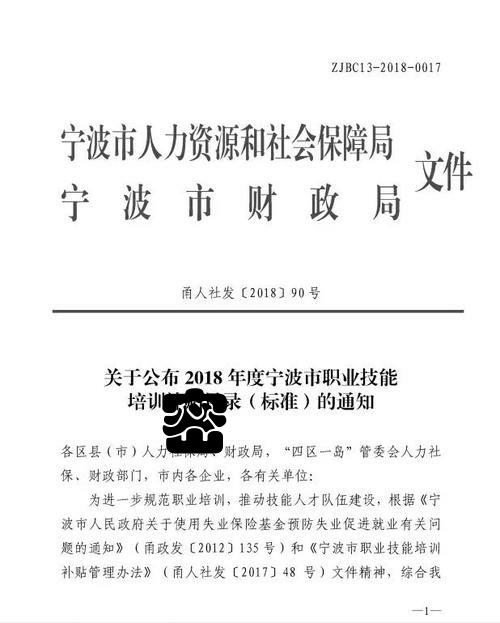 ZJBC13-2018-0017
宁波市人力资源和社会保障局
宁波市财政局
文件
甬人社发〔2018〕90号
关于公布2018年度宁波市职业技能
培训录（标准）的通知
各区县（市）人力、财政局，“四区一岛”管委会人力社
保、财政部门，市内各企业，各有关单位：
为进一步规范职业培训，推动技能人才队伍建设，根据《宁
波市人民政府关于使用失业保险基金预防失业促进就业有关问
题的通知》（甬政发〔2012〕135号）和《宁波市职业技能培训
补贴管理办法》（甬人社发〔2017〕48号）文件精神，综合我
—1—